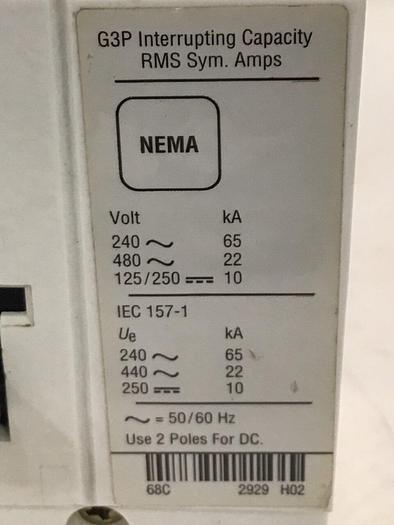 G3P Interrupting Capacity
RMS Sym. Amps
NEMA
Volt kA
240 ~ 65
480 ~ 22
125/250 ⎓ 10
IEC 157-1
Ue kA
240 ~ 65
440 ~ 22
250 ⎓ 10
~ = 50/60 Hz
Use 2 Poles For DC.
68C 2929 H02